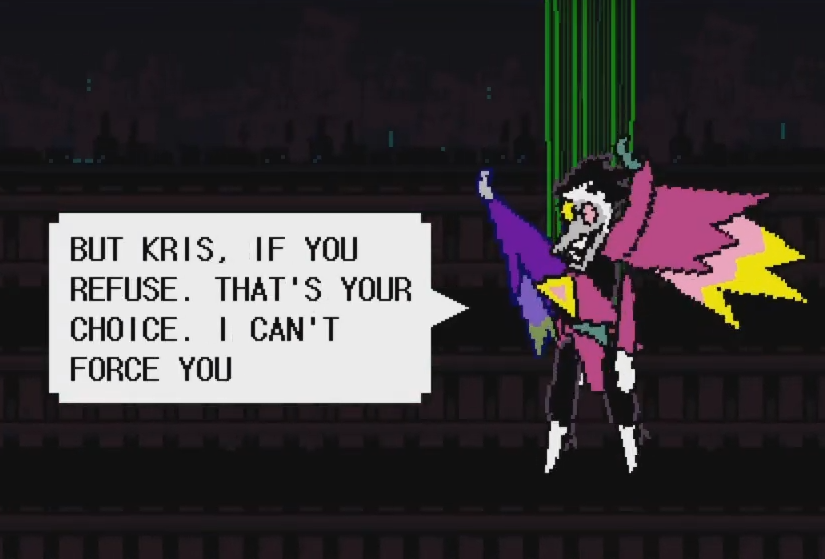 BUT KRIS, IF YOU
REFUSE. THAT'S YOUR
CHOICE. I CAN'T
FORCE YOU